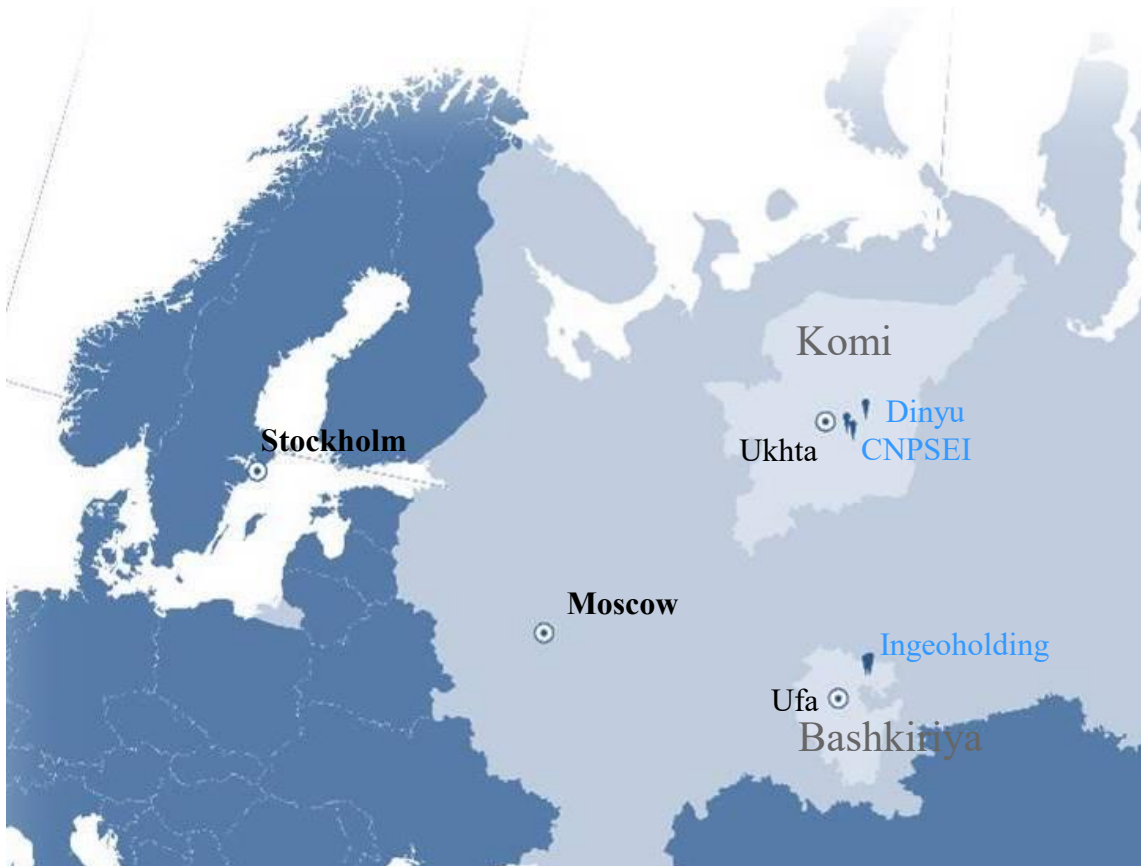 Komi
Dinyu
Stockholm
Ukhta
CNPSEI
Moscow
Ingeoholding
Ufa
Bashkiriya